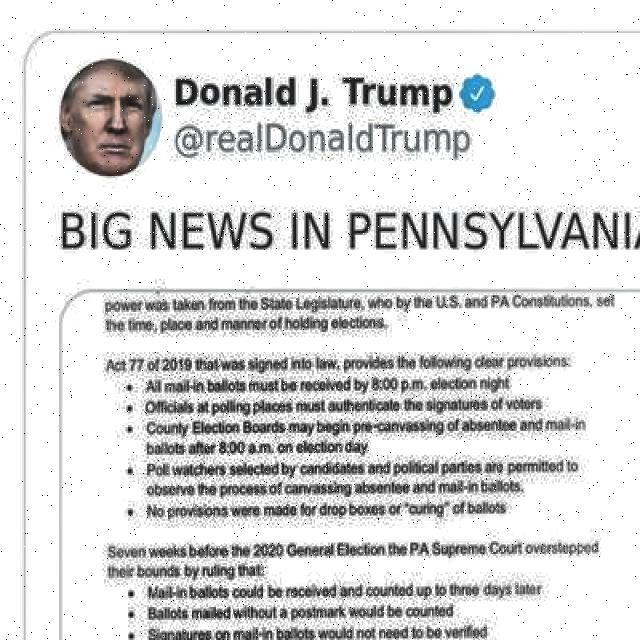 Donald J. Trump
@realDonaldTrump
BIG NEWS IN PENNSYLVANIA
power was taken from the State Legislature, who by the U.S. and PA Constitutions, set
the time, place and manner of holding elections.
Act 77 of 2019 that was signed into law, provides the following clear provisions:
• All mail-in ballots must be received by 8:00 p.m. election night
• Officials at polling places must authenticate the signatures of voters
• County Election Boards may begin pre-canvassing of absentee and mail-in
ballots after 8:00 a.m. on election day.
• Poll watchers selected by candidates and political parties are permitted to
observe the process of canvassing absentee and mail-in ballots.
• No provisions were made for drop boxes or "curing" of ballots
Seven weeks before the 2020 General Election the PA Supreme Court overstepped
their bounds by ruling that:
• Mail-in ballots could be received and counted up to three days later
• Ballots mailed without a postmark would be counted
• Signatures on mail-in ballots would not need to be verified